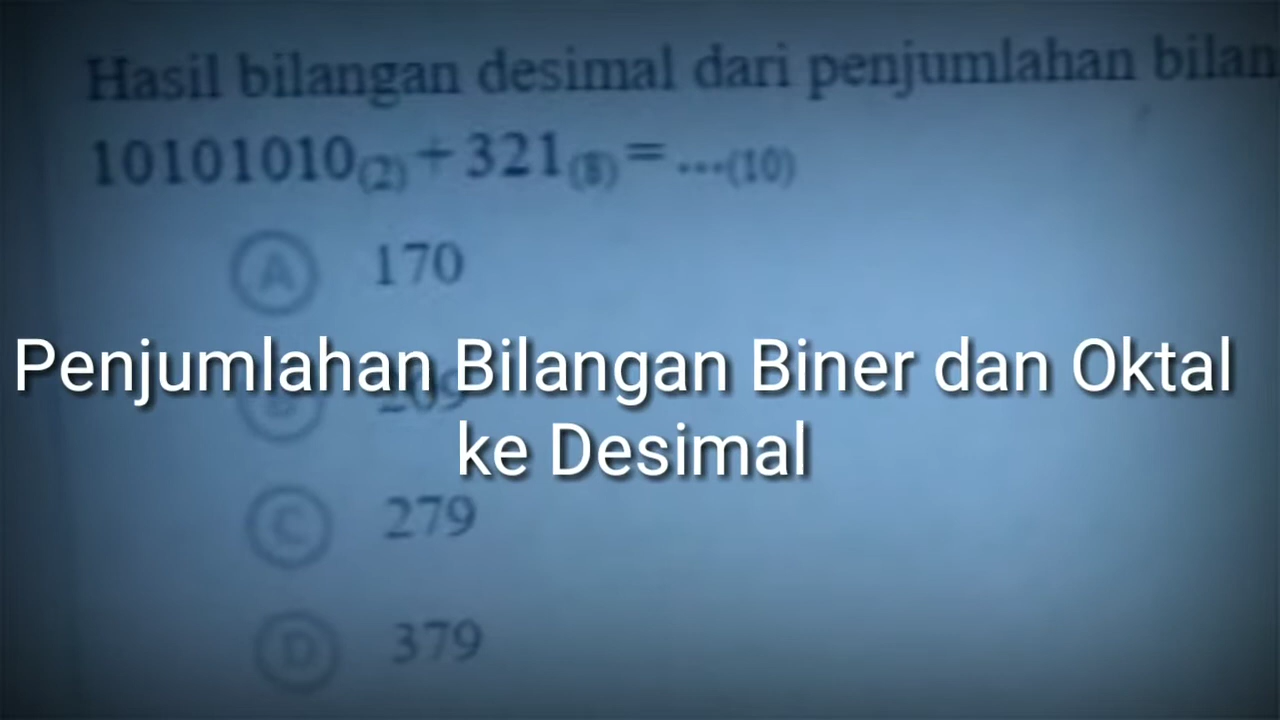 Hasil bilangan desimal dari penjumlahan bilan
10101010(2) + 321(8) = ...(10)
A 170
Penjumlahan Bilangan Biner dan Oktal
B 209
ke Desimal
C 279
D 379